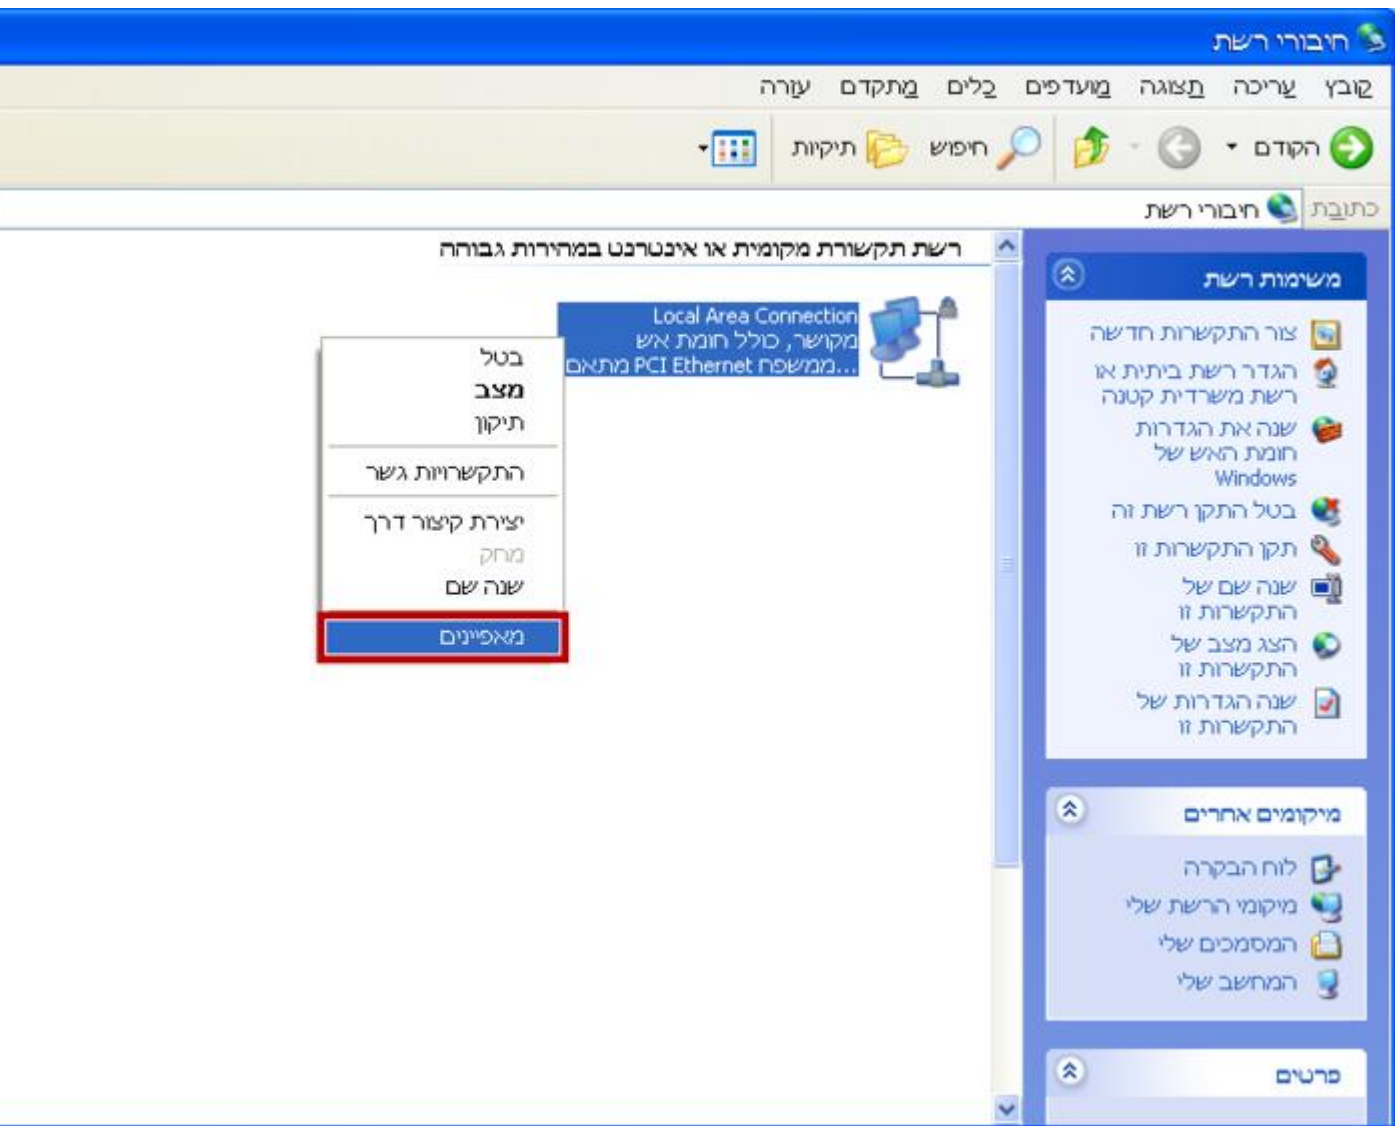 חיבורי רשת
קובץ עריכה תצוגה מועדפים כלים מתקדם עזרה
הקודם חיפוש תיקיות
כתובת חיבורי רשת
משימות רשת
צור התקשרות חדשה
הגדר רשת ביתית או
רשת משרדית קטנה
שנה את הגדרות
חומת האש של
Windows
בטל התקן רשת זה
תקן התקשרות זו
שנה שם של
התקשרות זו
הצג מצב של
התקשרות זו
שנה הגדרות של
התקשרות זו
מיקומים אחרים
לוח הבקרה
מיקומי הרשת שלי
המסמכים שלי
המחשב שלי
פרטים
רשת תקשורת מקומית או אינטרנט במהירות גבוהה
Local Area Connection
מקושר, כולל חומת אש
...ממשפח PCI Ethernet מתאם
בטל
מצב
תיקון
התקשרויות גשר
יצירת קיצור דרך
מחק
שנה שם
מאפיינים